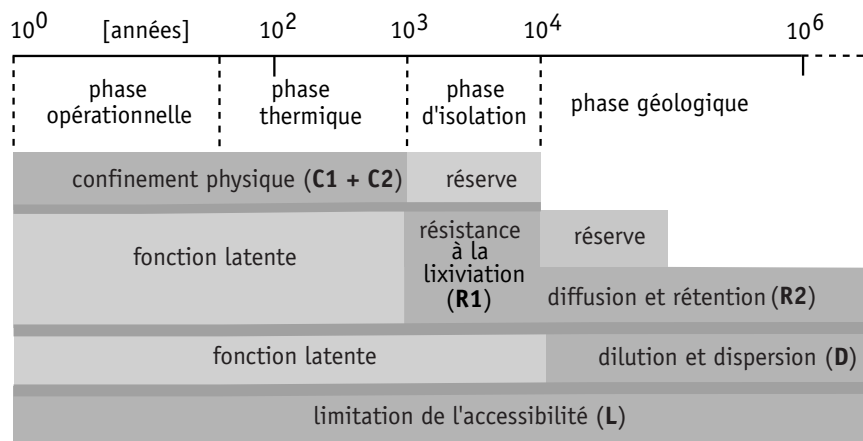 10⁰ [années] 10² 10³ 10⁴ 10⁶
phase opérationnelle
phase thermique
phase d'isolation
phase géologique
confinement physique (C1 + C2)
réserve
fonction latente
résistance
à la
lixiviation
(R1)
réserve
diffusion et rétention (R2)
fonction latente
dilution et dispersion (D)
limitation de l'accessibilité (L)